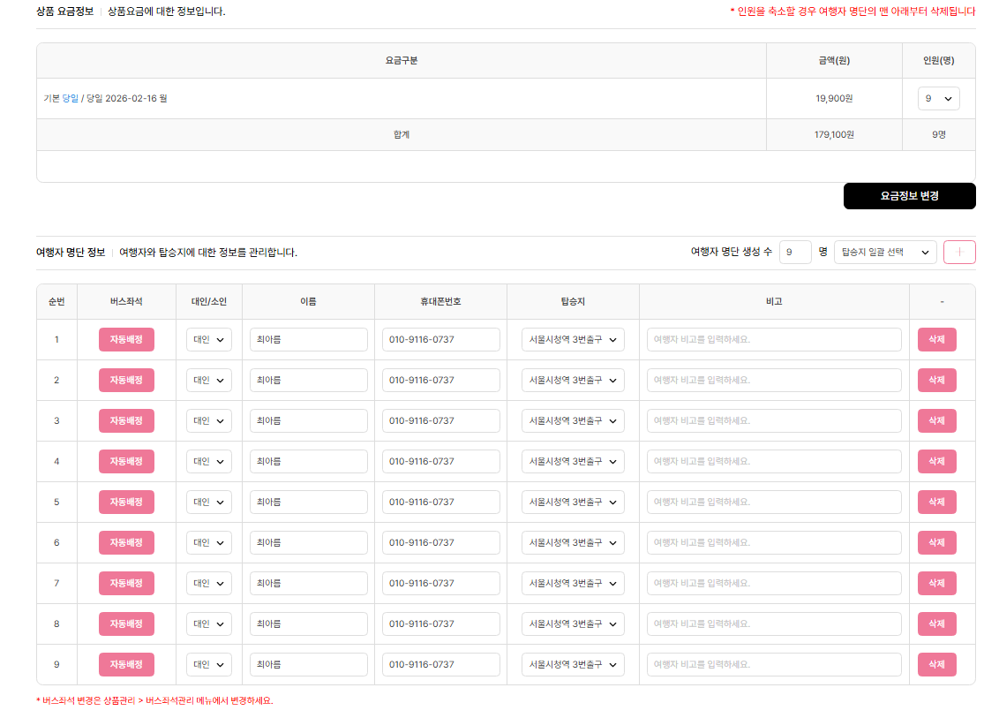 상품 요금정보 | 상품요금에 대한 정보입니다. * 인원을 축소할 경우 여행자 명단의 맨 아래부터 삭제됩니다
요금구분 금액(원) 인원(명)
기본 당일 / 당일 2026-02-16 월 19,900원 9
합계 179,100원 9명
요금정보 변경
여행자 명단 정보 | 여행자와 탑승지에 대한 정보를 관리합니다. 여행자 명단 생성 수 9 명 탑승지 일괄 선택 +
순번 버스좌석 대인/소인 이름 휴대폰번호 탑승지 비고 -
1 자동배정 대인 최아름 010-9116-0737 서울시청역 3번출구 여행자 비고를 입력하세요. 삭제
2 자동배정 대인 최아름 010-9116-0737 서울시청역 3번출구 여행자 비고를 입력하세요. 삭제
3 자동배정 대인 최아름 010-9116-0737 서울시청역 3번출구 여행자 비고를 입력하세요. 삭제
4 자동배정 대인 최아름 010-9116-0737 서울시청역 3번출구 여행자 비고를 입력하세요. 삭제
5 자동배정 대인 최아름 010-9116-0737 서울시청역 3번출구 여행자 비고를 입력하세요. 삭제
6 자동배정 대인 최아름 010-9116-0737 서울시청역 3번출구 여행자 비고를 입력하세요. 삭제
7 자동배정 대인 최아름 010-9116-0737 서울시청역 3번출구 여행자 비고를 입력하세요. 삭제
8 자동배정 대인 최아름 010-9116-0737 서울시청역 3번출구 여행자 비고를 입력하세요. 삭제
9 자동배정 대인 최아름 010-9116-0737 서울시청역 3번출구 여행자 비고를 입력하세요. 삭제
* 버스좌석 변경은 상품관리 > 버스좌석관리 메뉴에서 변경하세요.